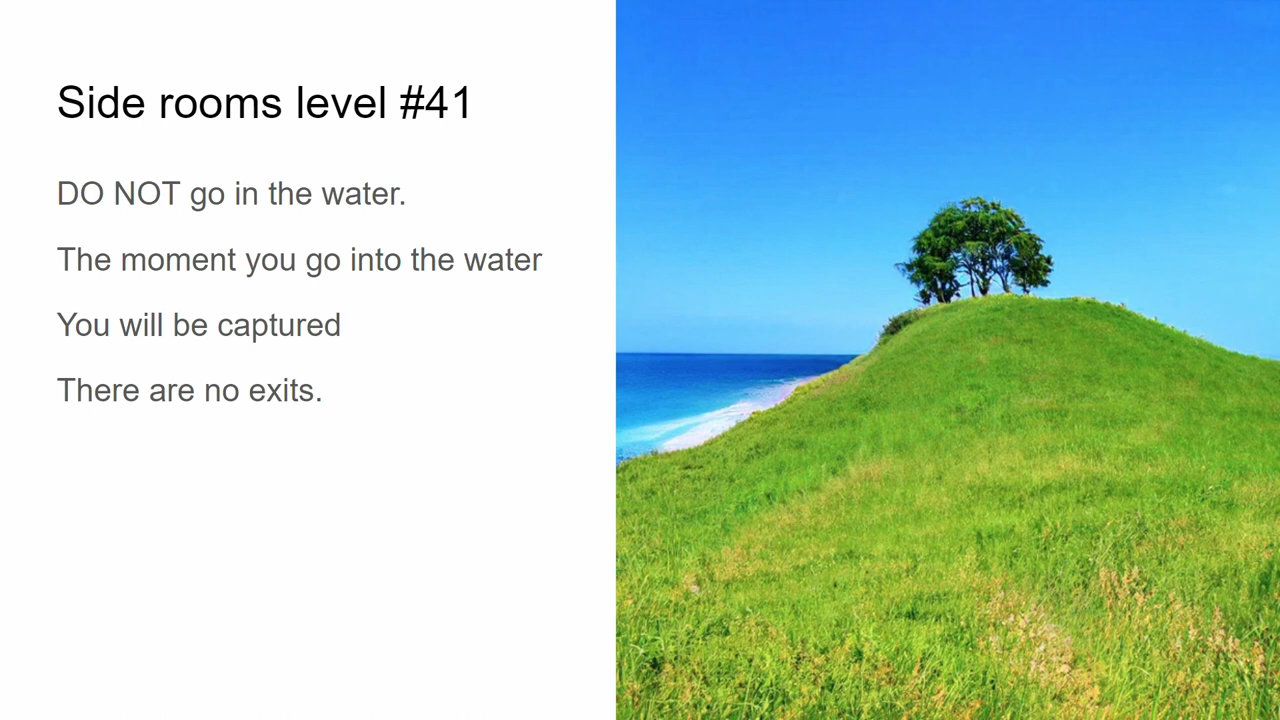 Side rooms level #41
DO NOT go in the water.
The moment you go into the water
You will be captured
There are no exits.